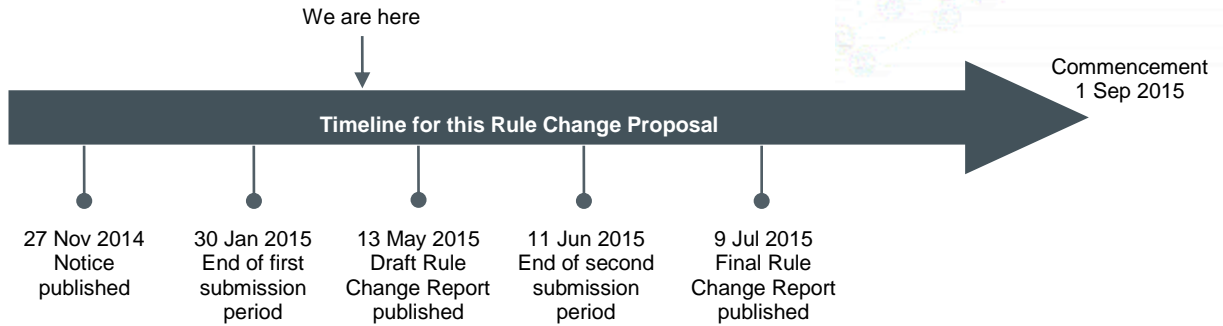 We are here
Commencement
1 Sep 2015
Timeline for this Rule Change Proposal
27 Nov 2014
Notice
published
30 Jan 2015
End of first
submission
period
13 May 2015
Draft Rule
Change Report
published
11 Jun 2015
End of second
submission
period
9 Jul 2015
Final Rule
Change Report
published